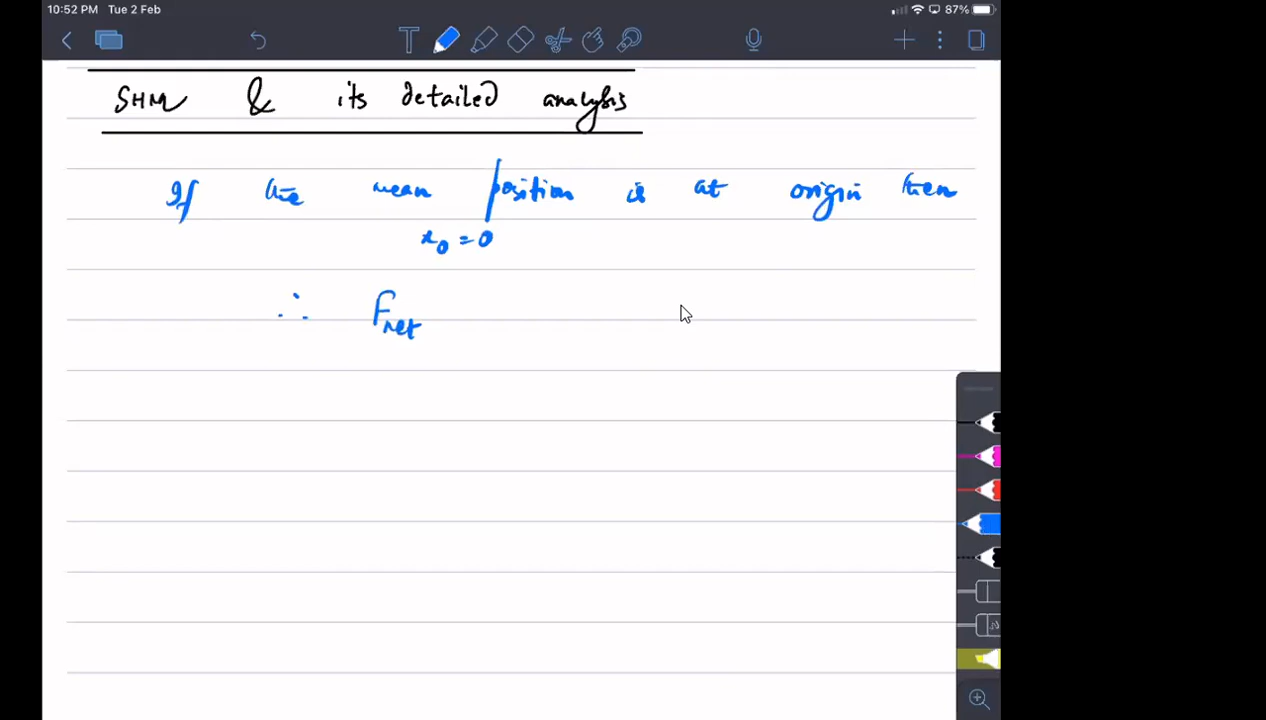 10:52 PM Tue 2 Feb 87%
T
SHM & its detailed analysis
If the mean position is at origin then
x₀ = 0
∴ Fnet